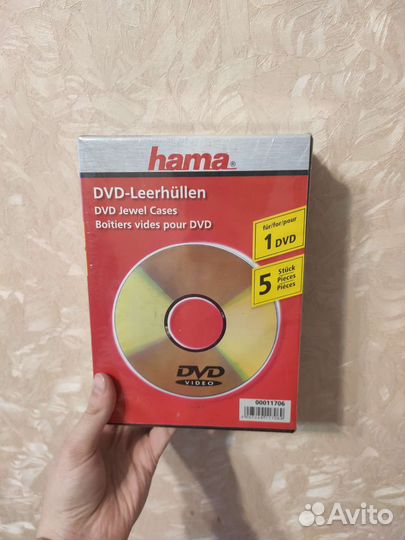 hama®
DVD-Leerhüllen
DVD Jewel Cases
Boîtiers vides pour DVD
für/for/pour
1 DVD
5 Stück
Pieces
Pièces
DVD
VIDEO
00011706
Avito